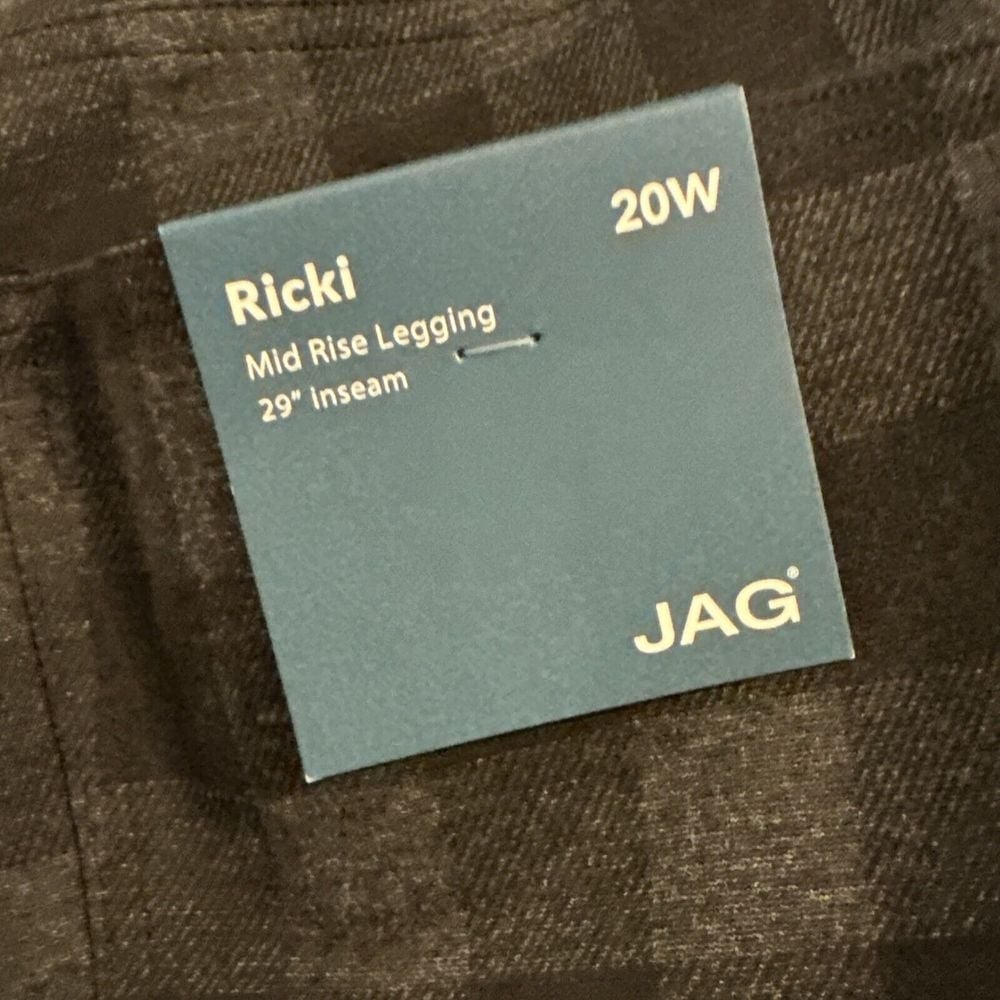 20W
Ricki
Mid Rise Legging
29" inseam
JAG®